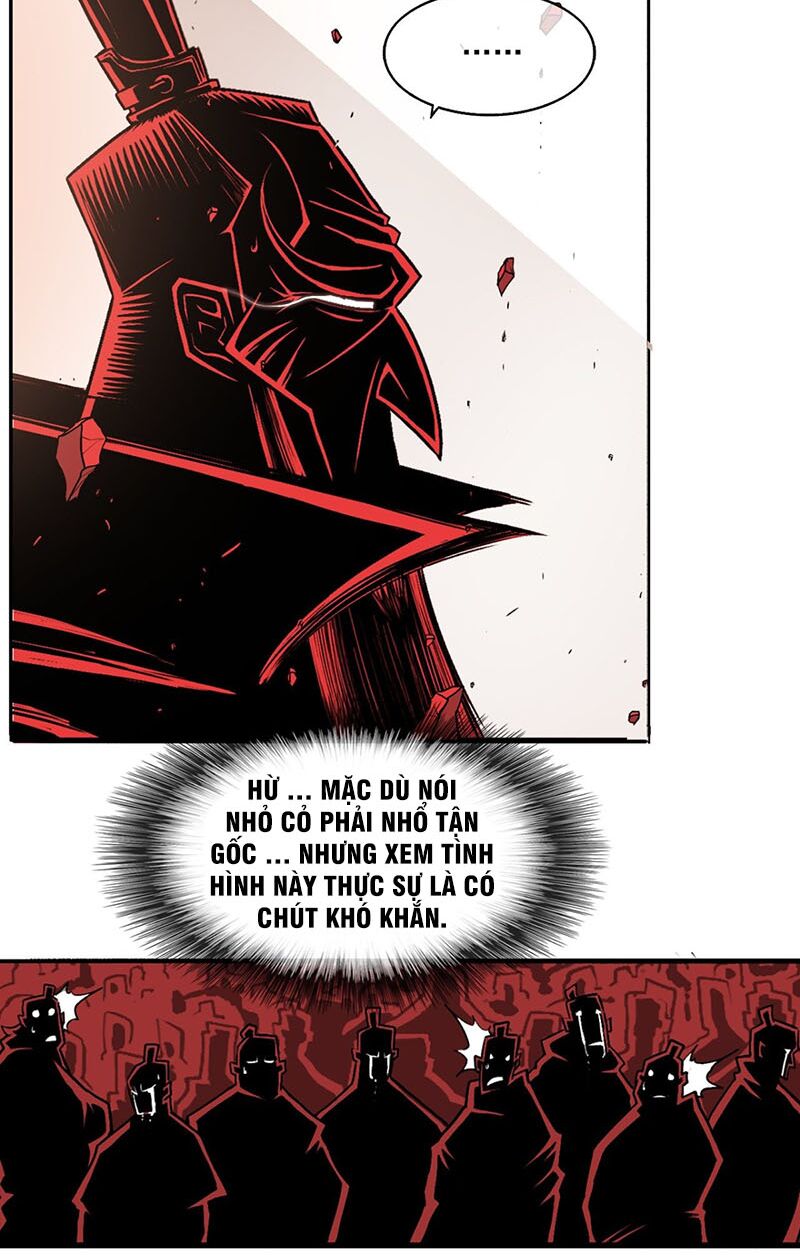 ......
HỪ ... MẶC DÙ NÓI
NHỎ CỎ PHẢI NHỔ TẬN
GỐC ... NHƯNG XEM TÌNH
HÌNH NÀY THỰC SỰ LÀ CÓ
CHÚT KHÓ KHĂN.